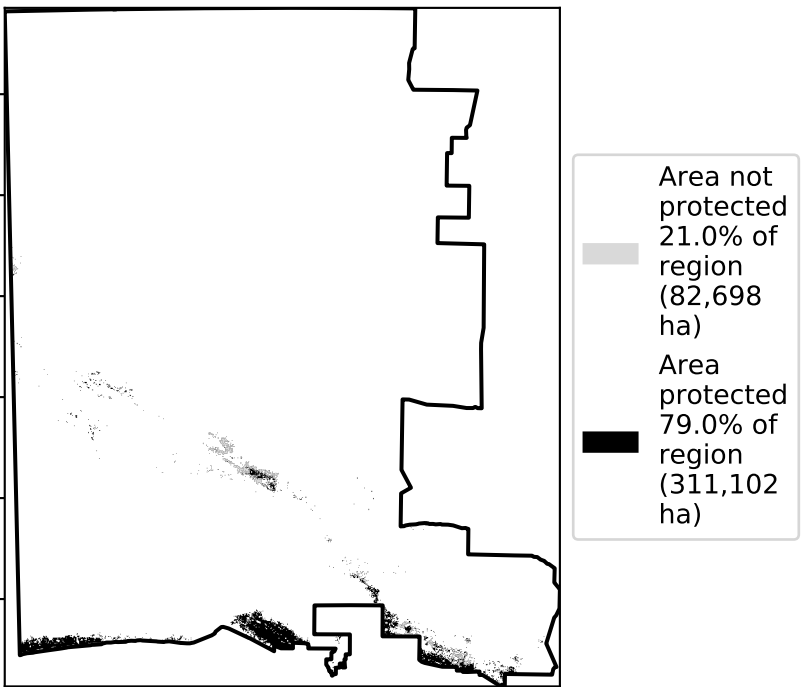 Area not
protected
21.0% of
region
(82,698
ha)
Area
protected
79.0% of
region
(311,102
ha)